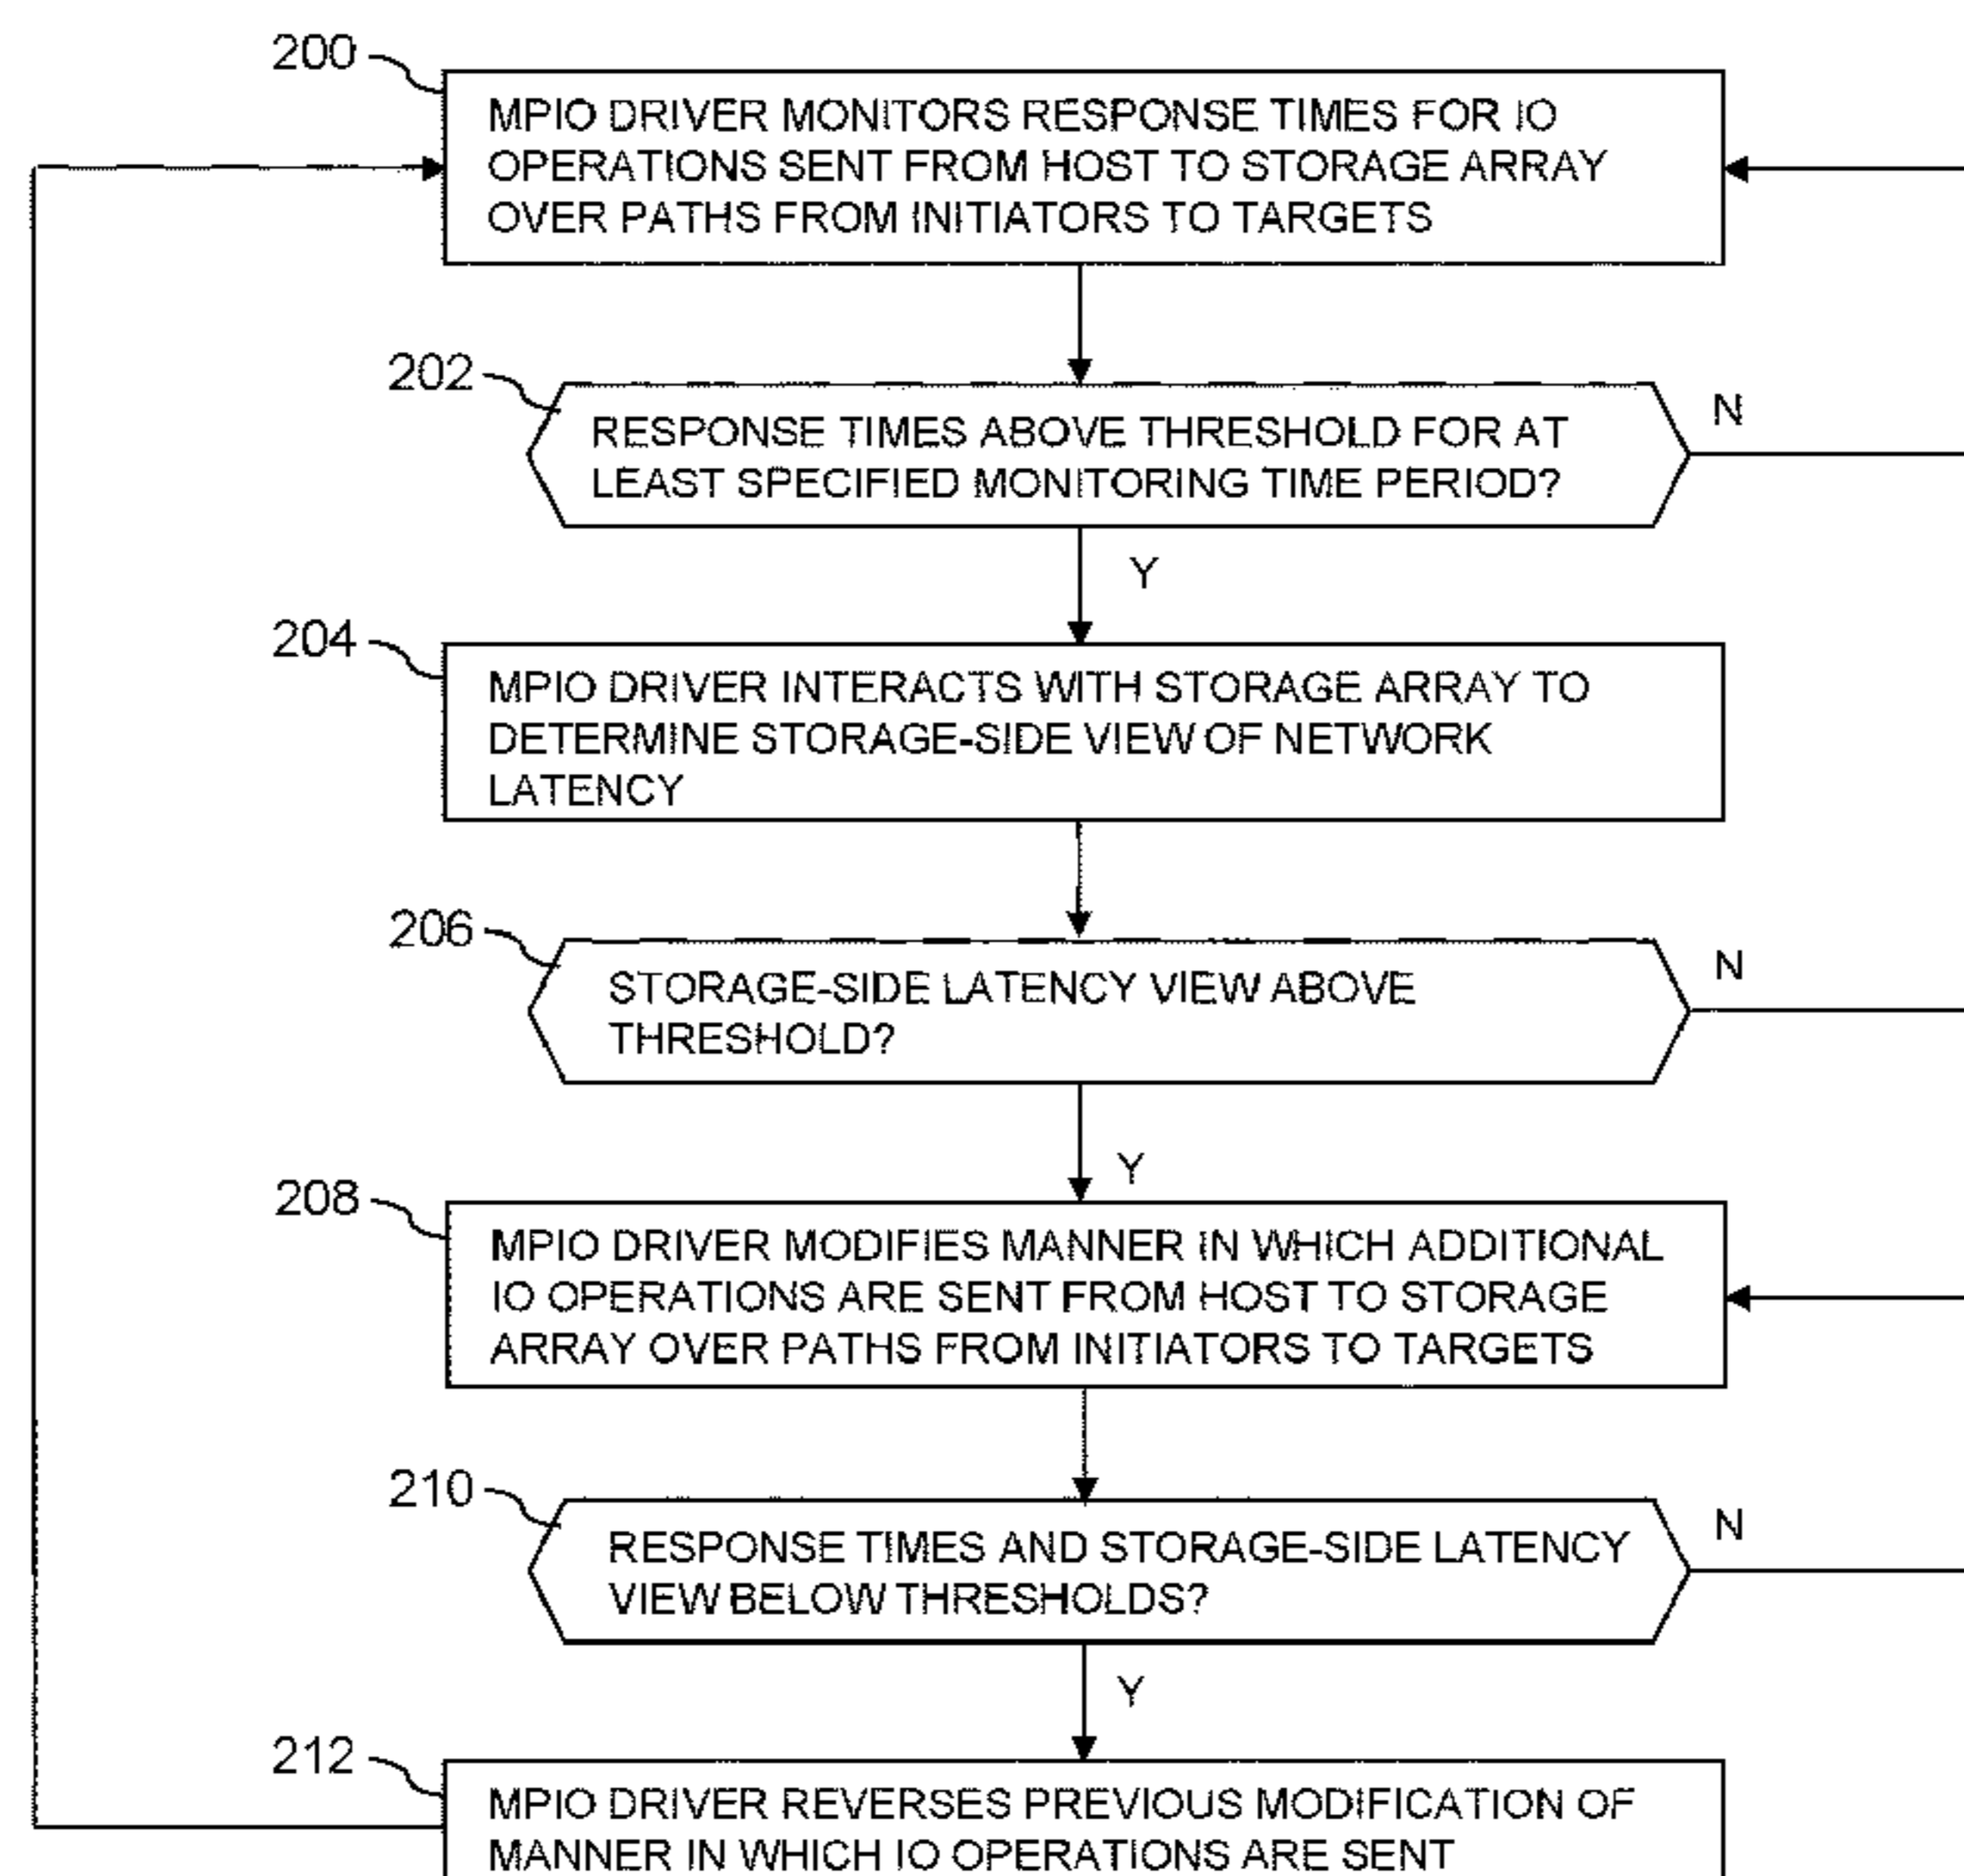 200
MPIO DRIVER MONITORS RESPONSE TIMES FOR IO
OPERATIONS SENT FROM HOST TO STORAGE ARRAY
OVER PATHS FROM INITIATORS TO TARGETS
202
RESPONSE TIMES ABOVE THRESHOLD FOR AT
LEAST SPECIFIED MONITORING TIME PERIOD?
N
Y
204
MPIO DRIVER INTERACTS WITH STORAGE ARRAY TO
DETERMINE STORAGE-SIDE VIEW OF NETWORK
LATENCY
206
STORAGE-SIDE LATENCY VIEW ABOVE
THRESHOLD?
N
Y
208
MPIO DRIVER MODIFIES MANNER IN WHICH ADDITIONAL
IO OPERATIONS ARE SENT FROM HOST TO STORAGE
ARRAY OVER PATHS FROM INITIATORS TO TARGETS
210
RESPONSE TIMES AND STORAGE-SIDE LATENCY
VIEW BELOW THRESHOLDS?
N
Y
212
MPIO DRIVER REVERSES PREVIOUS MODIFICATION OF
MANNER IN WHICH IO OPERATIONS ARE SENT